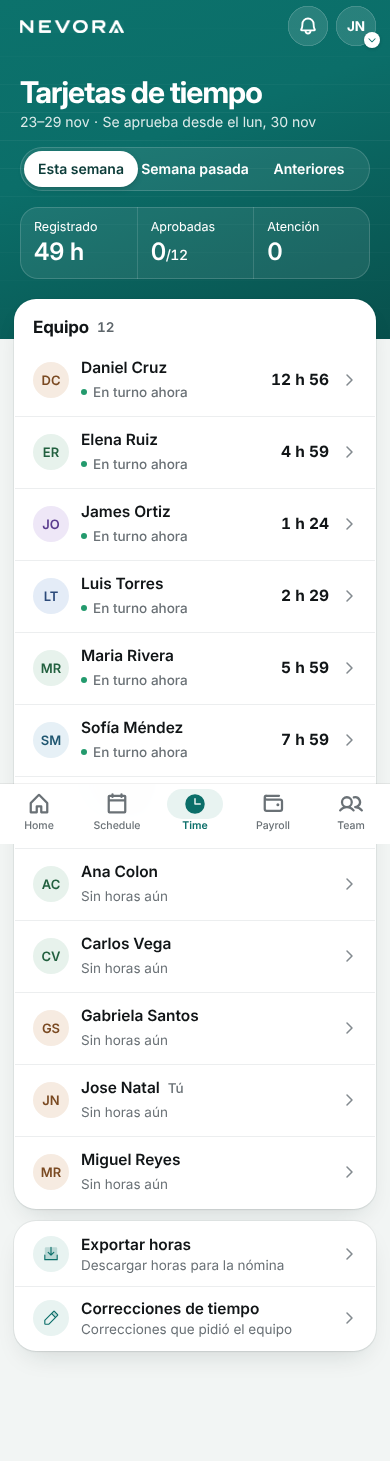 NEVORA
JN
Tarjetas de tiempo
23–29 nov · Se aprueba desde el lun, 30 nov
Esta semana
Semana pasada
Anteriores
Registrado
49 h
Aprobadas
0/12
Atención
0
Equipo 12
DC
Daniel Cruz
En turno ahora
12 h 56
ER
Elena Ruiz
En turno ahora
4 h 59
JO
James Ortiz
En turno ahora
1 h 24
LT
Luis Torres
En turno ahora
2 h 29
MR
Maria Rivera
En turno ahora
5 h 59
SM
Sofía Méndez
En turno ahora
7 h 59
Home
Schedule
Time
Payroll
Team
AC
Ana Colon
Sin horas aún
CV
Carlos Vega
Sin horas aún
GS
Gabriela Santos
Sin horas aún
JN
Jose Natal Tú
Sin horas aún
MR
Miguel Reyes
Sin horas aún
Exportar horas
Descargar horas para la nómina
Correcciones de tiempo
Correcciones que pidió el equipo